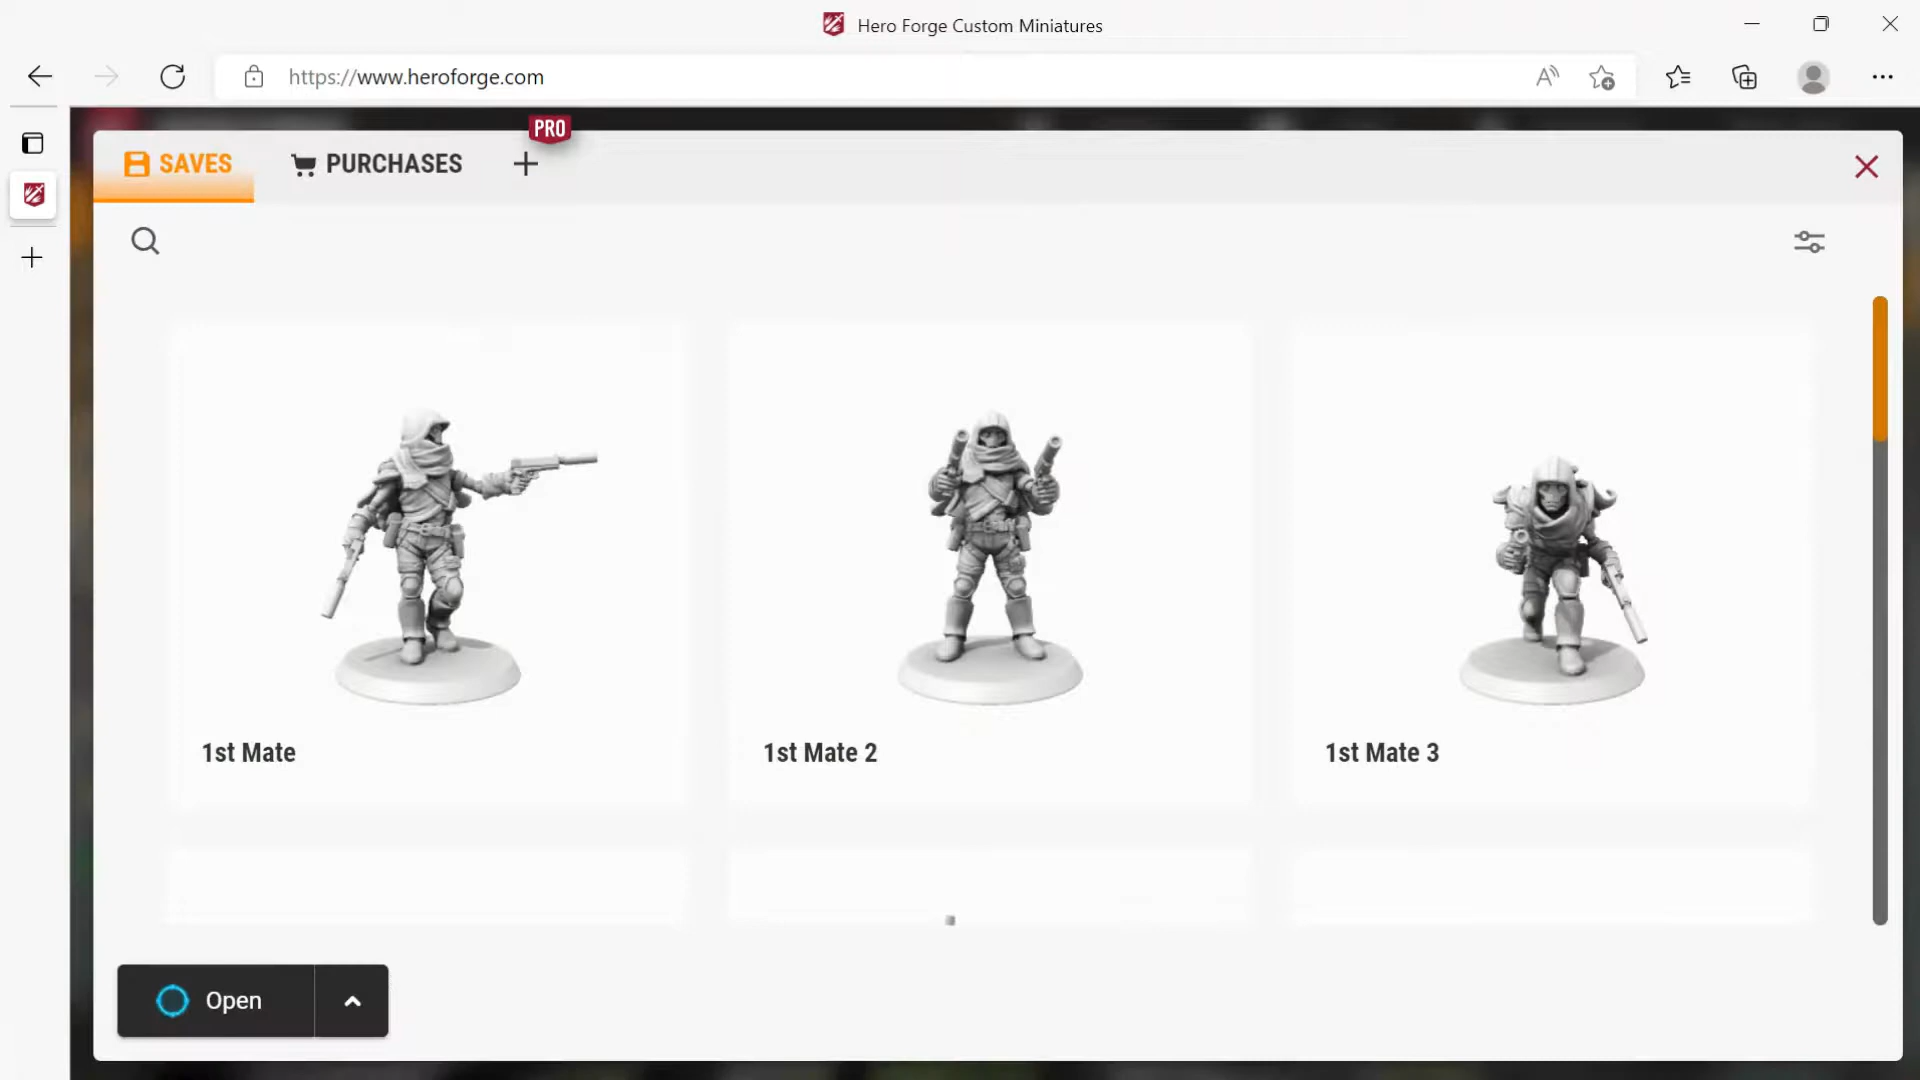 Hero Forge Custom Miniatures
https://www.heroforge.com
PRO
SAVES
PURCHASES
1st Mate
1st Mate 2
1st Mate 3
Open